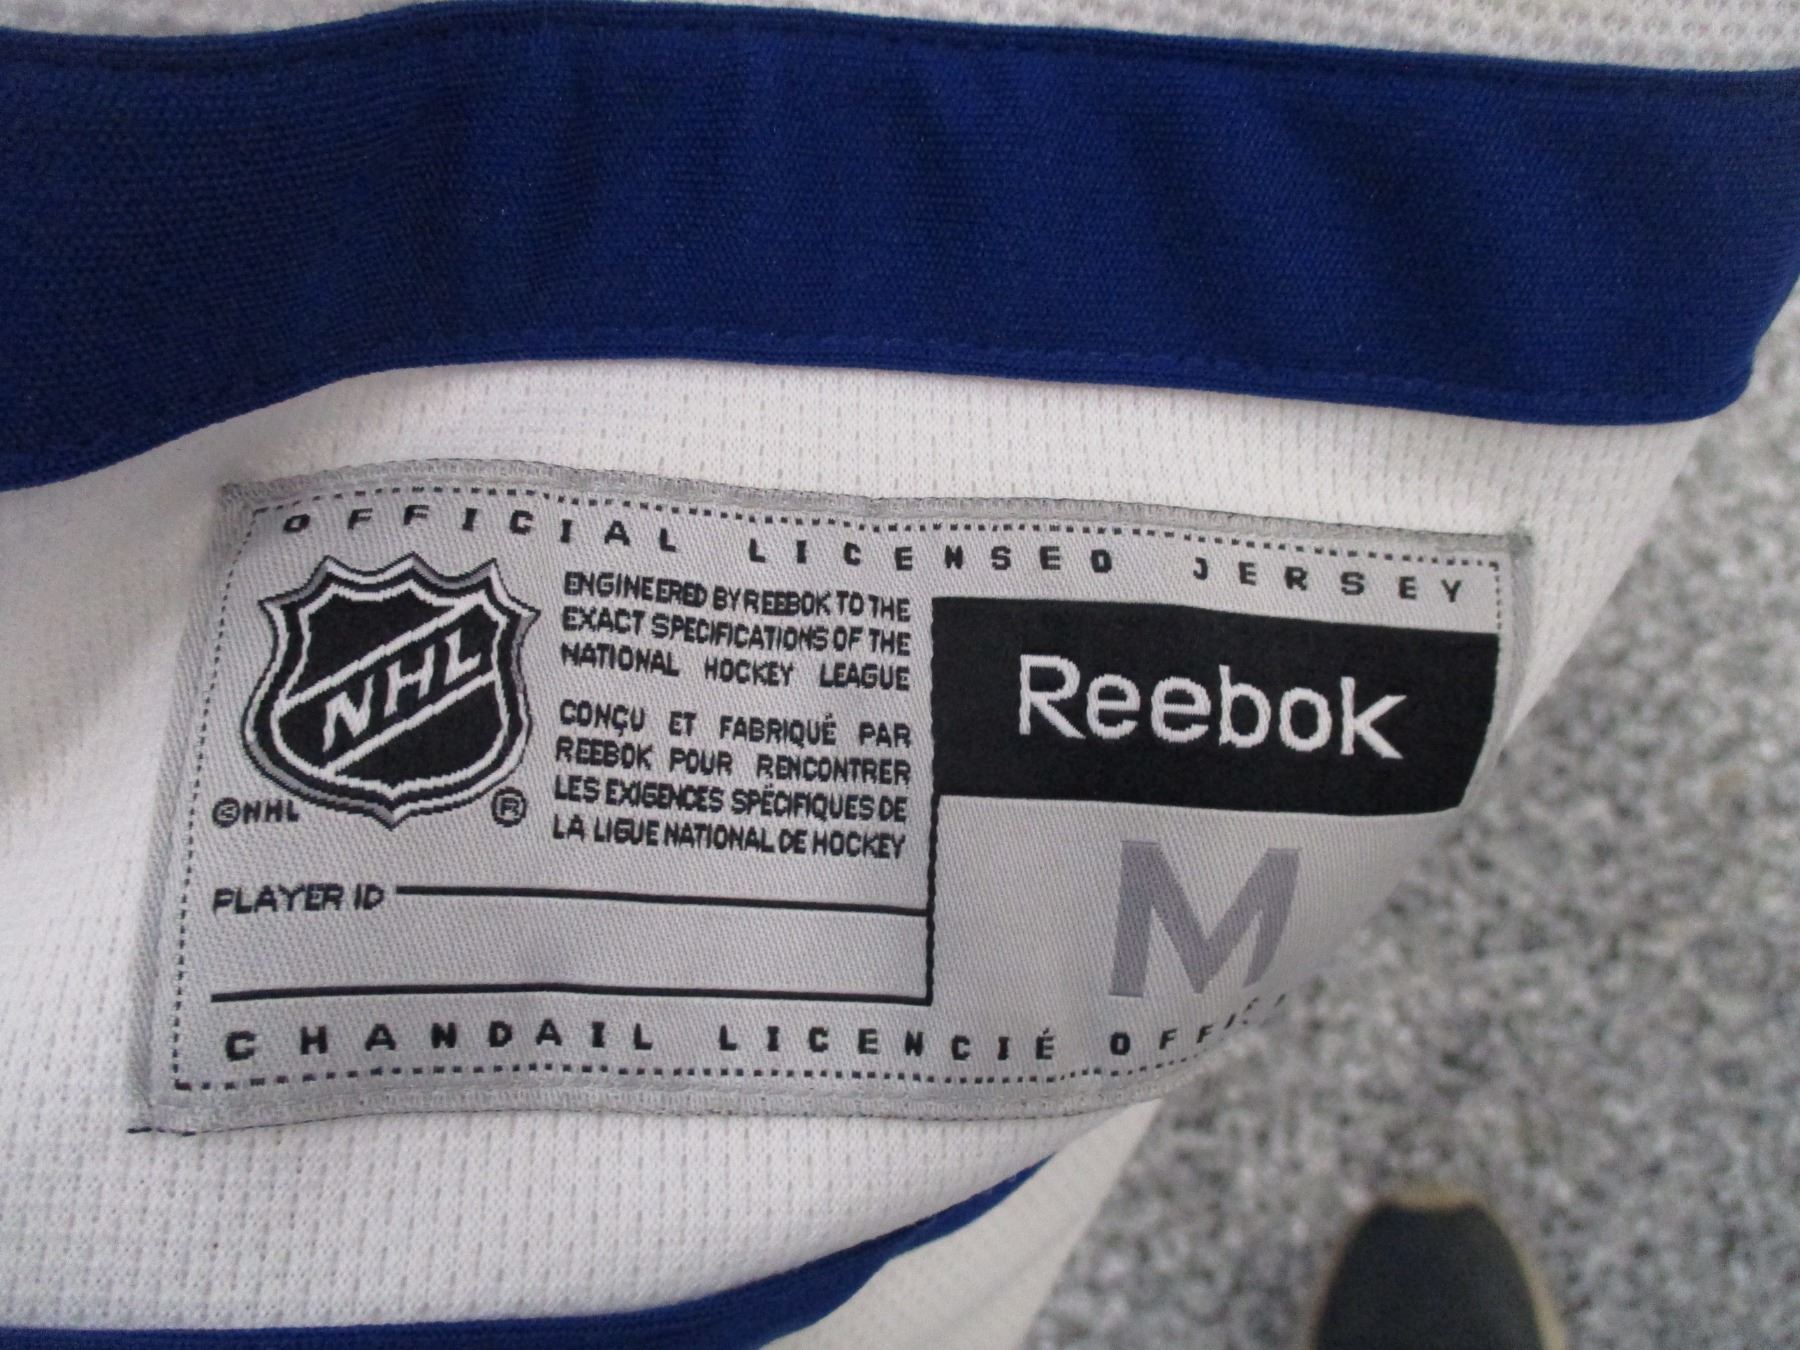 OFFICIAL LICENSED JERSEY
NHL
©NHL ®
ENGINEERED BY REEBOK TO THE
EXACT SPECIFICATIONS OF THE
NATIONAL HOCKEY LEAGUE
CONÇU ET FABRIQUÉ PAR
REEBOK POUR RENCONTRER
LES EXIGENCES SPÉCIFIQUES DE
LA LIGUE NATIONAL DE HOCKEY
Reebok
M
PLAYER ID
CHANDAIL LICENCIÉ